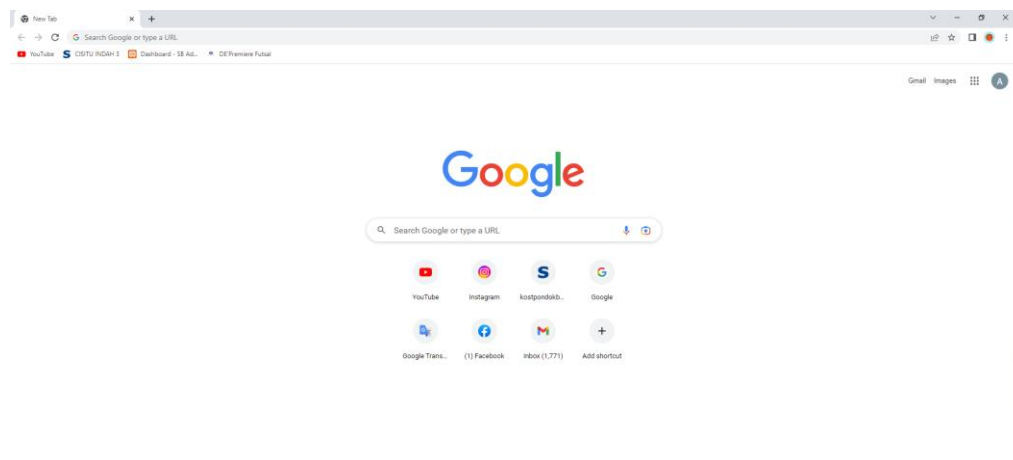 New Tab
Search Google or type a URL
YouTube CISITU INDAH 3 Dashboard - SB Ad... DE'Premiere Futsal
Gmail Images A
Google
Search Google or type a URL
YouTube Instagram kostpondokb... Google
Google Trans... (1) Facebook Inbox (1,771) Add shortcut